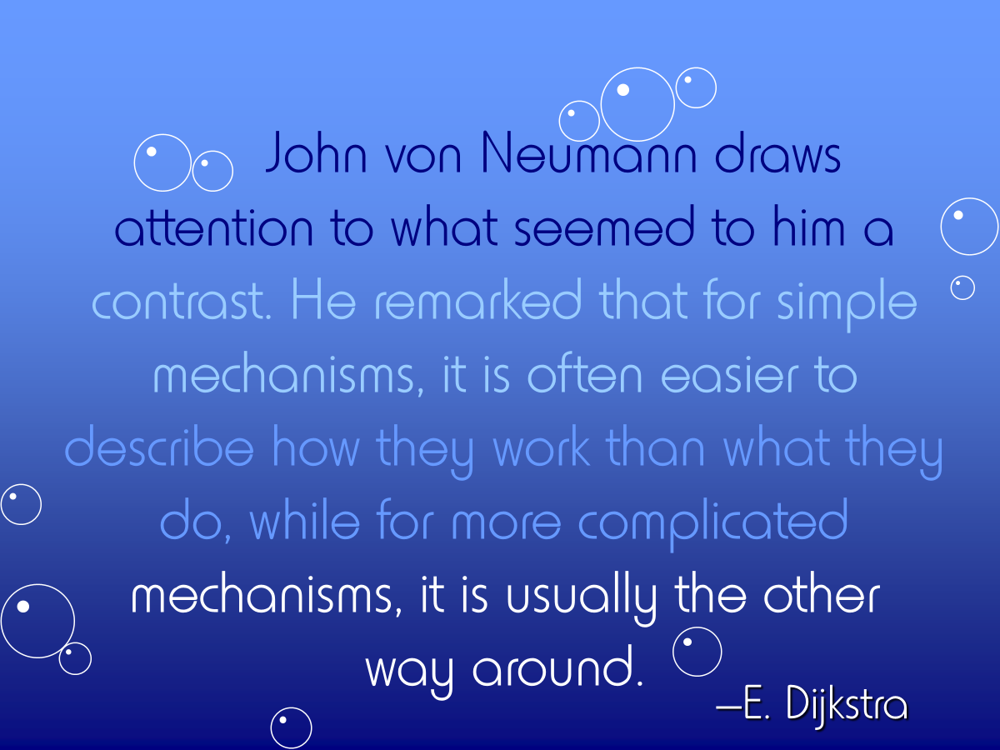 John von Neumann draws
attention to what seemed to him a
contrast. He remarked that for simple
mechanisms, it is often easier to
describe how they work than what they
do, while for more complicated
mechanisms, it is usually the other
way around.
—E. Dijkstra